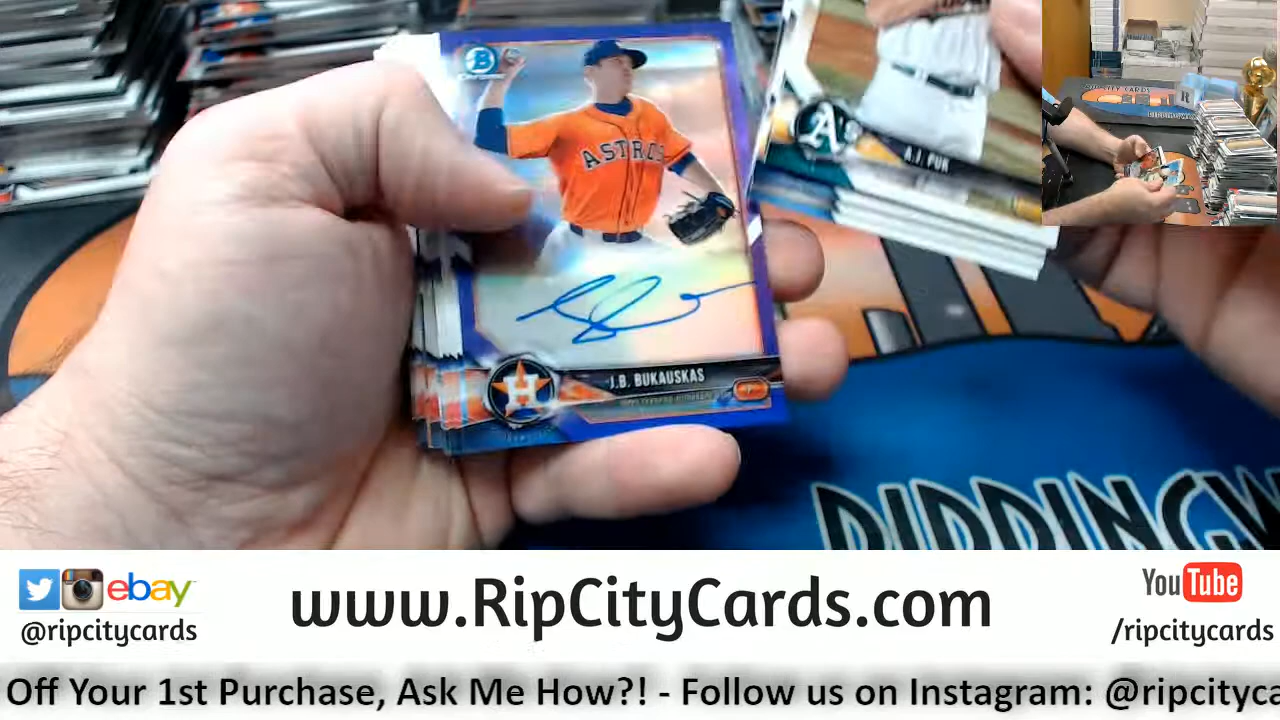 B
ASTROS
A's
A.J. PUK
J.B. BUKAUSKAS
H
RIPPINGW
R
ebay
@ripcitycards
www.RipCityCards.com
YouTube
/ripcitycards
Off Your 1st Purchase, Ask Me How?! - Follow us on Instagram: @ripcityca